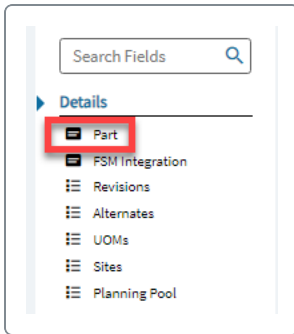 Search Fields
Details
Part
FSM Integration
Revisions
Alternates
UOMs
Sites
Planning Pool